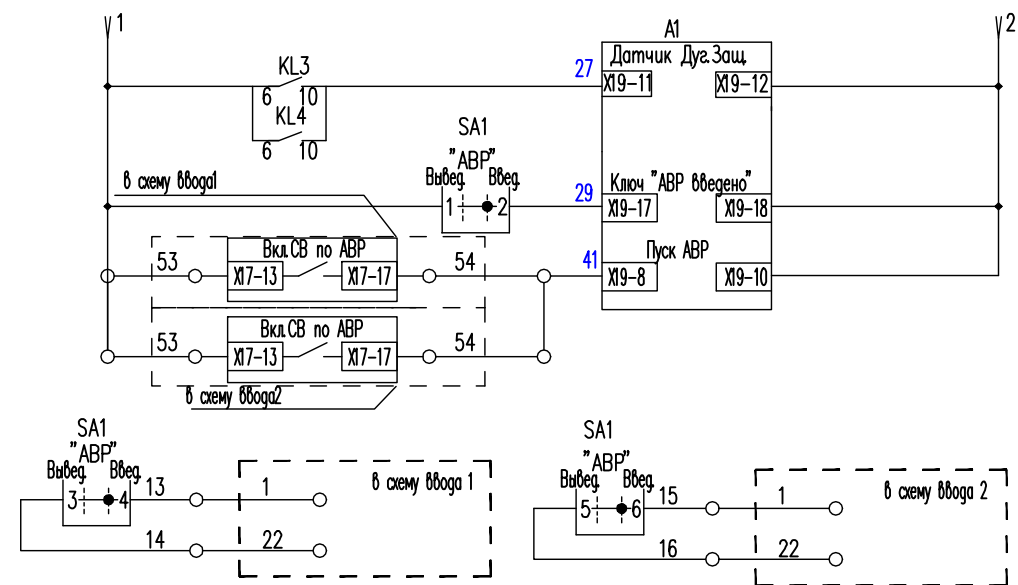 1
2
А1
KL3
27
Датчик Дуг.Защ.
X19-11
X19-12
6 10
KL4
6 10
SA1
"АВР"
Вывед. Введ.
в схему ввода1
1 2
29
Ключ "АВР введено"
X19-17
X19-18
53
Вкл.СВ по АВР
X17-13
X17-17
54
41
Пуск АВР
X19-8
X19-10
53
Вкл.СВ по АВР
X17-13
X17-17
54
в схему ввода2
SA1
"АВР"
Вывед. Введ.
3 4
13
1
в схему ввода 1
14
22
SA1
"АВР"
Вывед. Введ.
5 6
15
1
в схему ввода 2
16
22